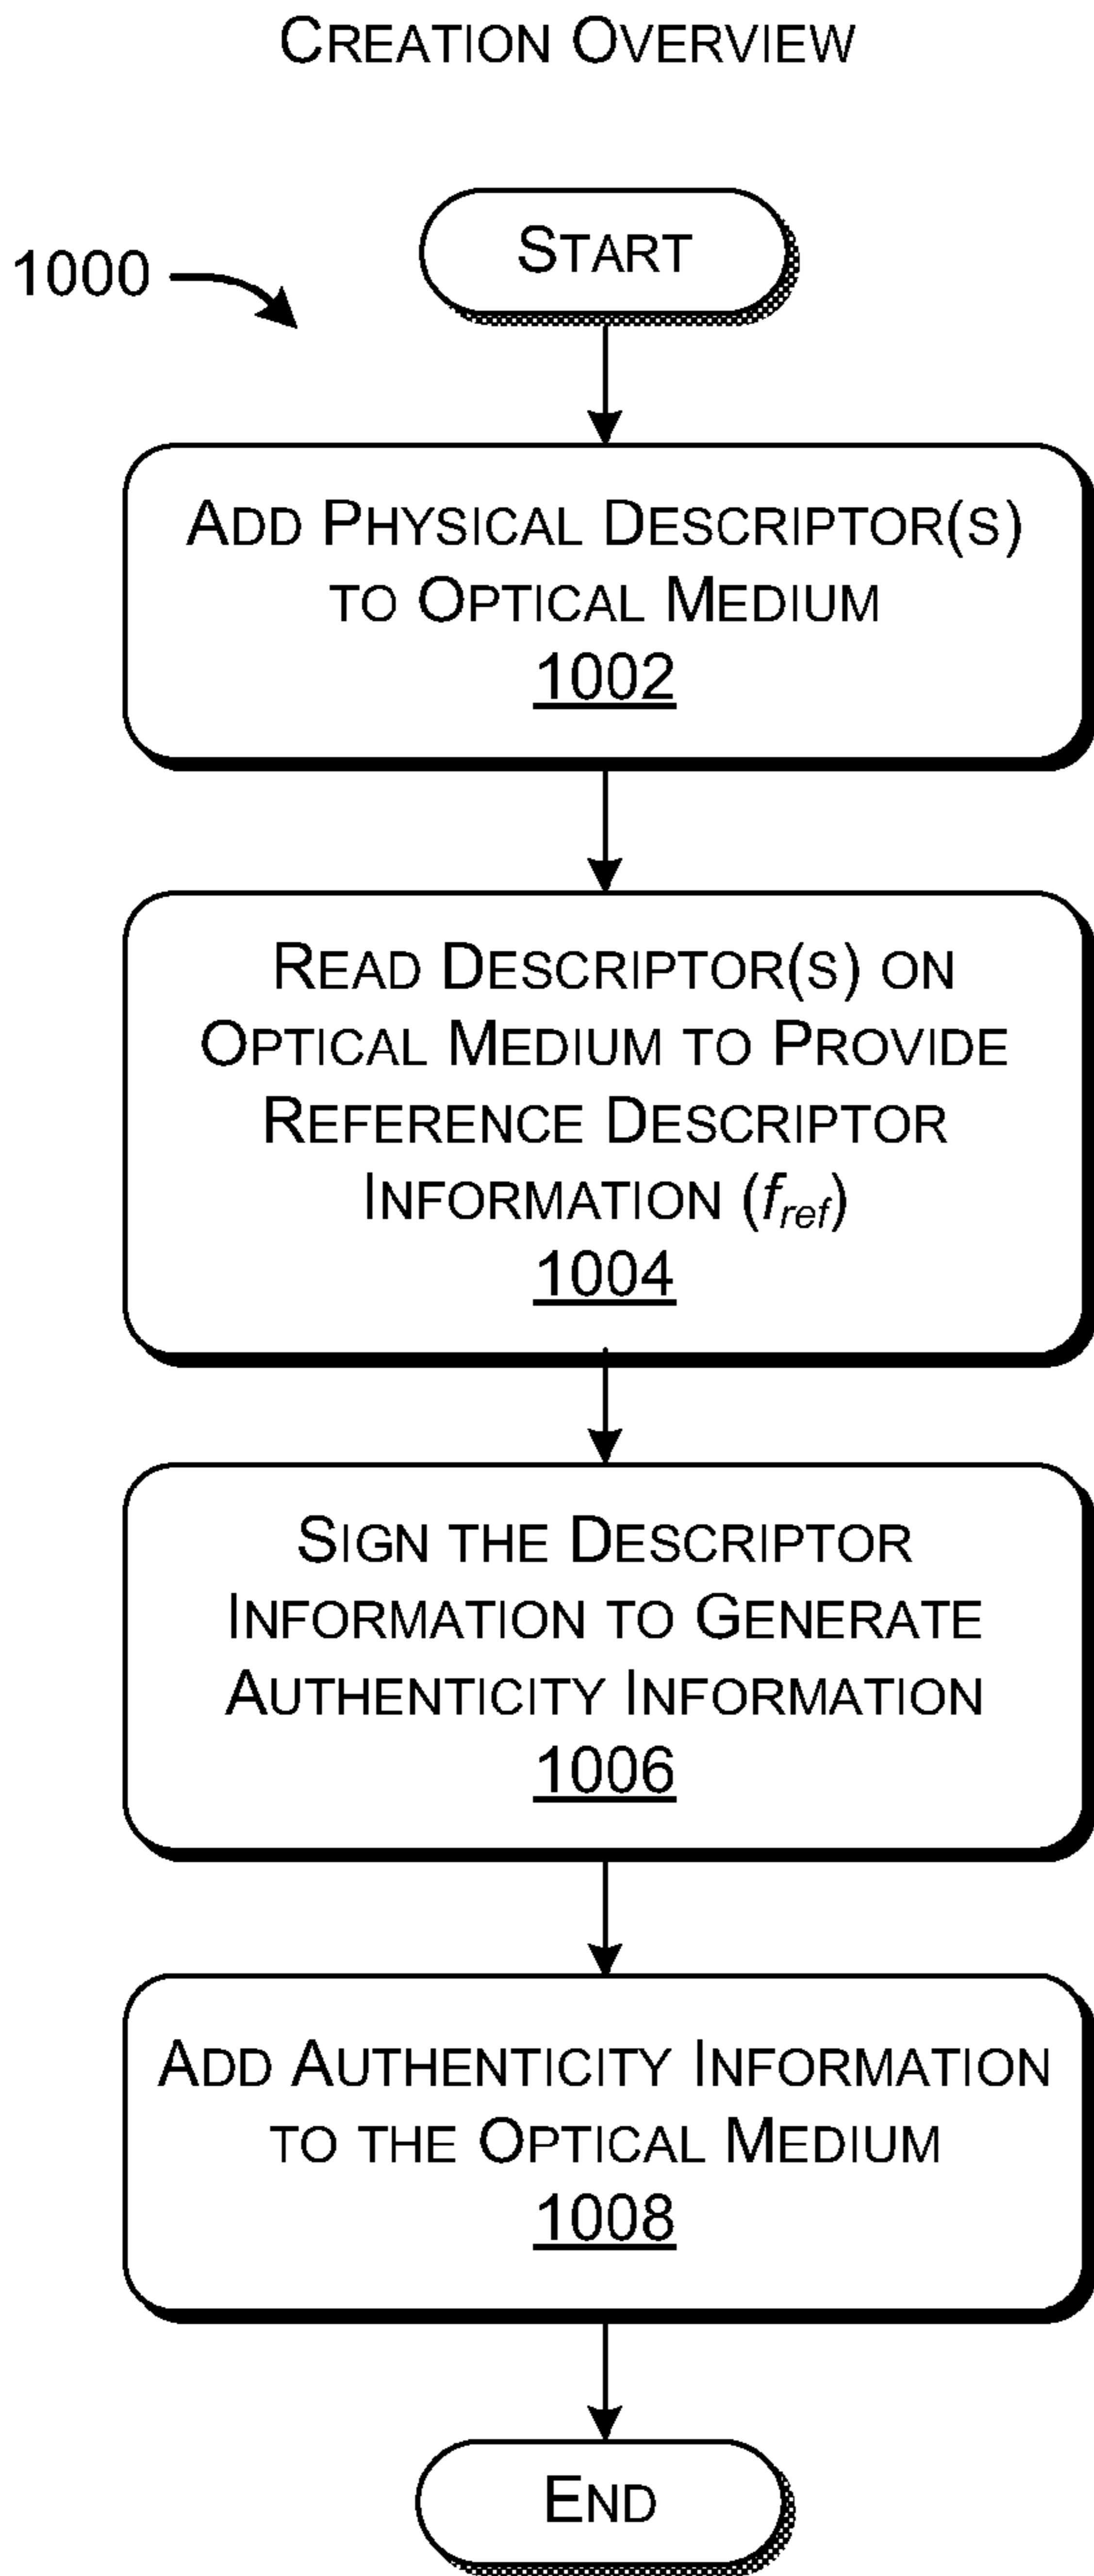 CREATION OVERVIEW
START
1000
ADD PHYSICAL DESCRIPTOR(S)
TO OPTICAL MEDIUM
1002
READ DESCRIPTOR(S) ON
OPTICAL MEDIUM TO PROVIDE
REFERENCE DESCRIPTOR
INFORMATION (f_ref)
1004
SIGN THE DESCRIPTOR
INFORMATION TO GENERATE
AUTHENTICITY INFORMATION
1006
ADD AUTHENTICITY INFORMATION
TO THE OPTICAL MEDIUM
1008
END